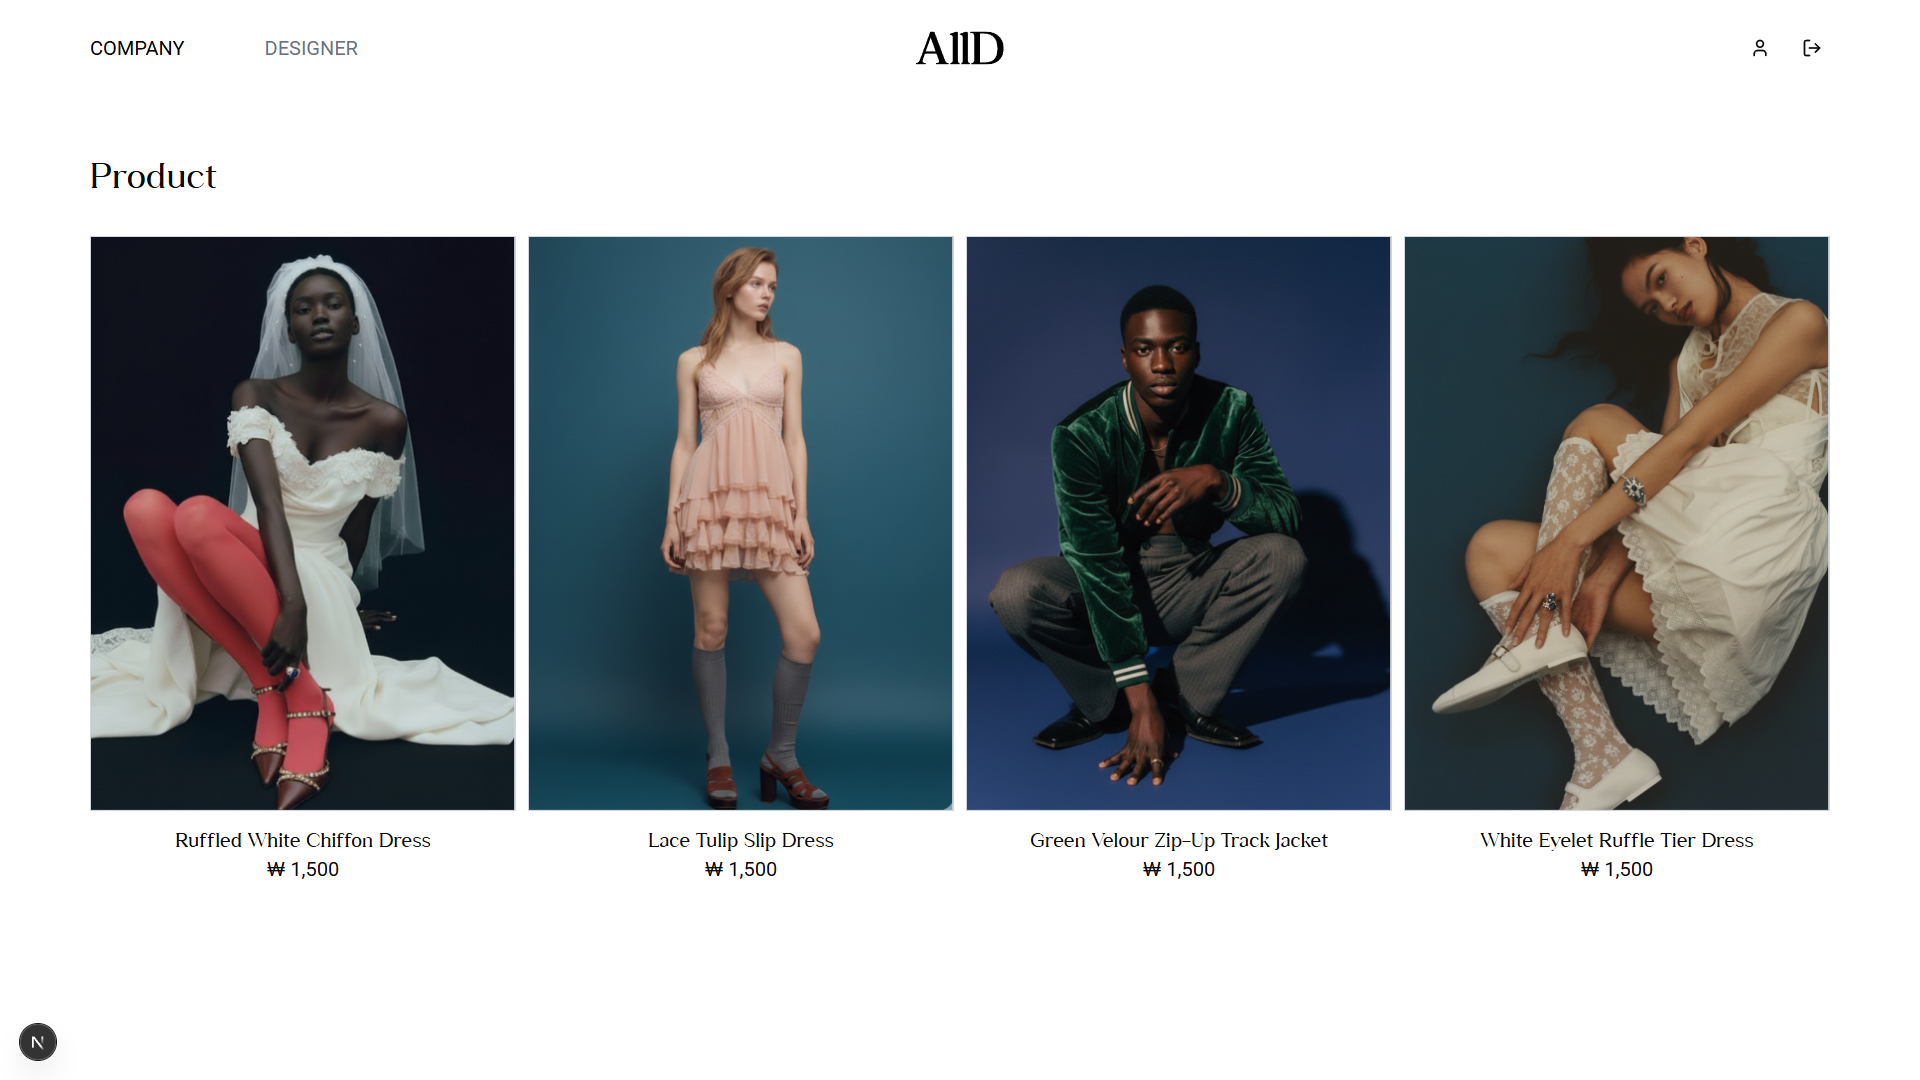 COMPANY
DESIGNER
AllD
Product
Ruffled White Chiffon Dress
₩ 1,500
Lace Tulip Slip Dress
₩ 1,500
Green Velour Zip-Up Track Jacket
₩ 1,500
White Eyelet Ruffle Tier Dress
₩ 1,500
N